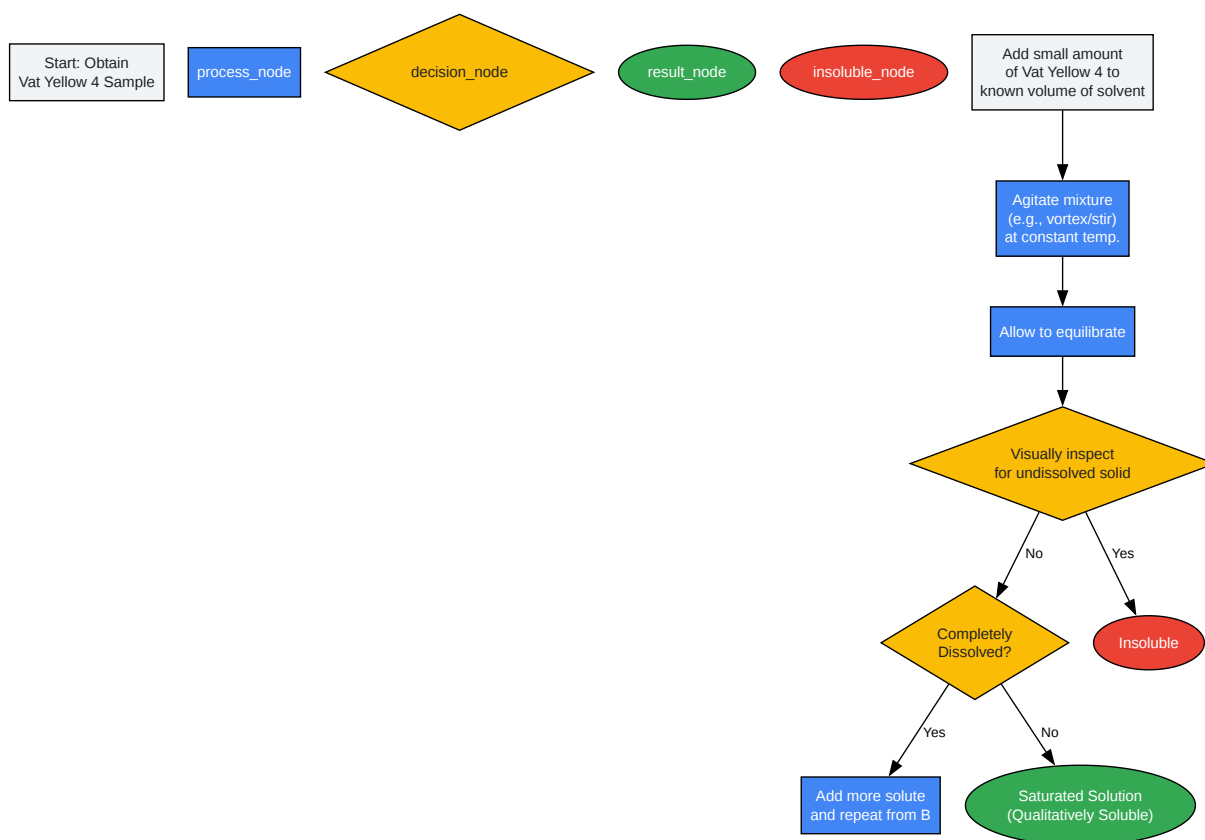 Start: Obtain
Vat Yellow 4 Sample
process_node
decision_node
result_node
insoluble_node
Add small amount
of Vat Yellow 4 to
known volume of solvent
Agitate mixture
(e.g., vortex/stir)
at constant temp.
Allow to equilibrate
Visually inspect
for undissolved solid
No
Yes
Completely
Dissolved?
Insoluble
Yes
No
Add more solute
and repeat from B
Saturated Solution
(Qualitatively Soluble)